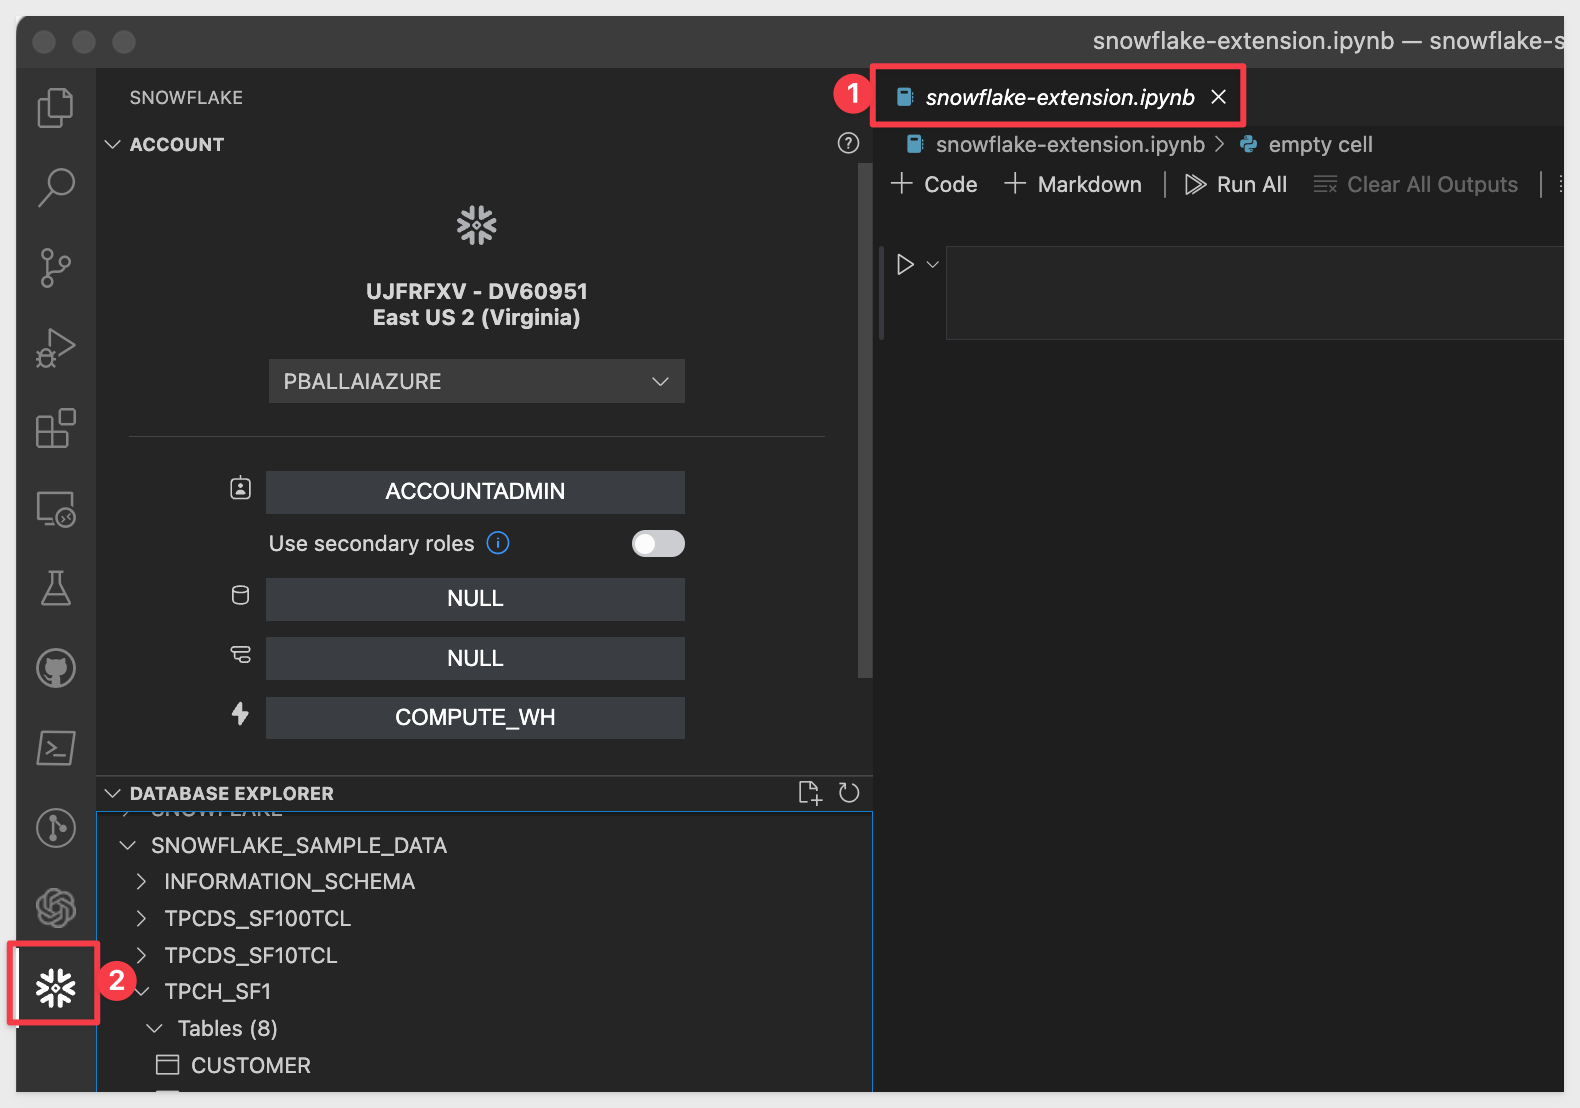 snowflake-extension.ipynb — snowflake-s
SNOWFLAKE
ACCOUNT
UJFRFXV - DV60951
East US 2 (Virginia)
PBALLAIAZURE
ACCOUNTADMIN
Use secondary roles
NULL
NULL
COMPUTE_WH
DATABASE EXPLORER
SNOWFLAKE
SNOWFLAKE_SAMPLE_DATA
INFORMATION_SCHEMA
TPCDS_SF100TCL
TPCDS_SF10TCL
2
TPCH_SF1
Tables (8)
CUSTOMER
1
snowflake-extension.ipynb
snowflake-extension.ipynb > empty cell
Code Markdown | Run All Clear All Outputs |